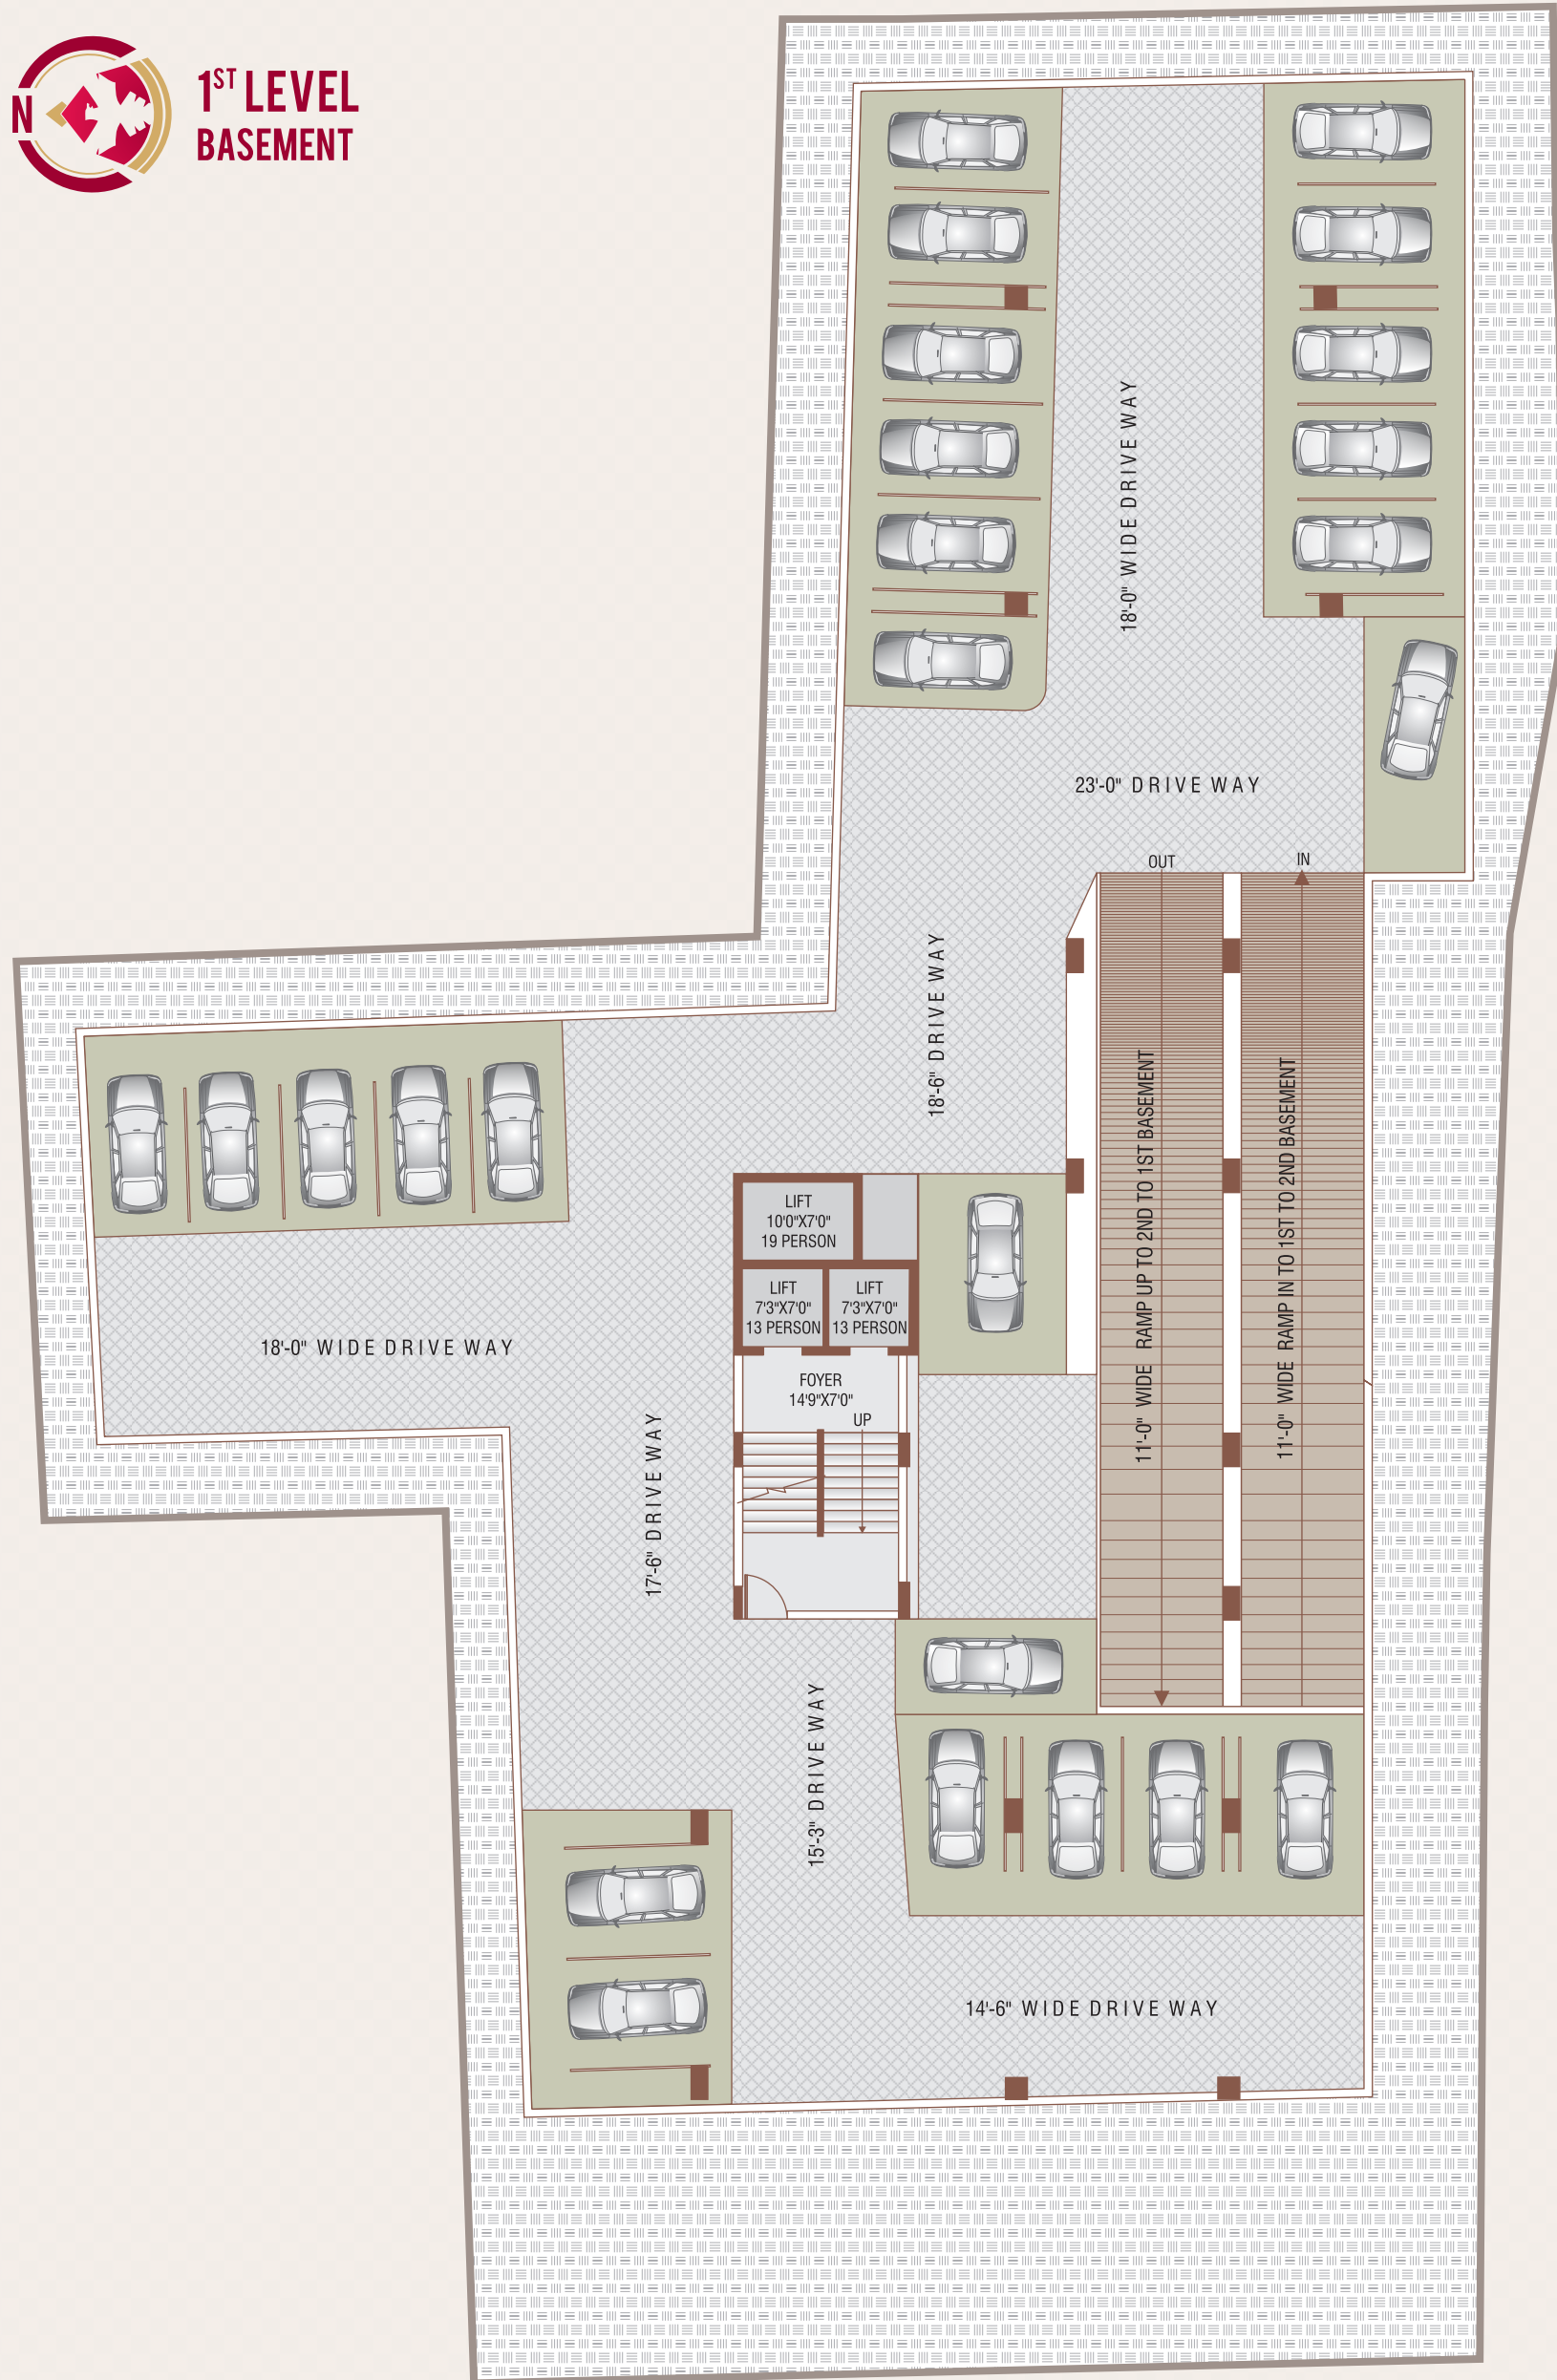 N
1ST LEVEL
BASEMENT
18'-0" WIDE DRIVE WAY
23'-0" DRIVE WAY
OUT
IN
18'-6" DRIVE WAY
11'-0" WIDE RAMP UP TO 2ND TO 1ST BASEMENT
11'-0" WIDE RAMP IN TO 1ST TO 2ND BASEMENT
LIFT
10'0"X7'0"
19 PERSON
LIFT
7'3"X7'0"
13 PERSON
LIFT
7'3"X7'0"
13 PERSON
18'-0" WIDE DRIVE WAY
FOYER
14'9"X7'0"
UP
17'-6" DRIVE WAY
15'-3" DRIVE WAY
14'-6" WIDE DRIVE WAY